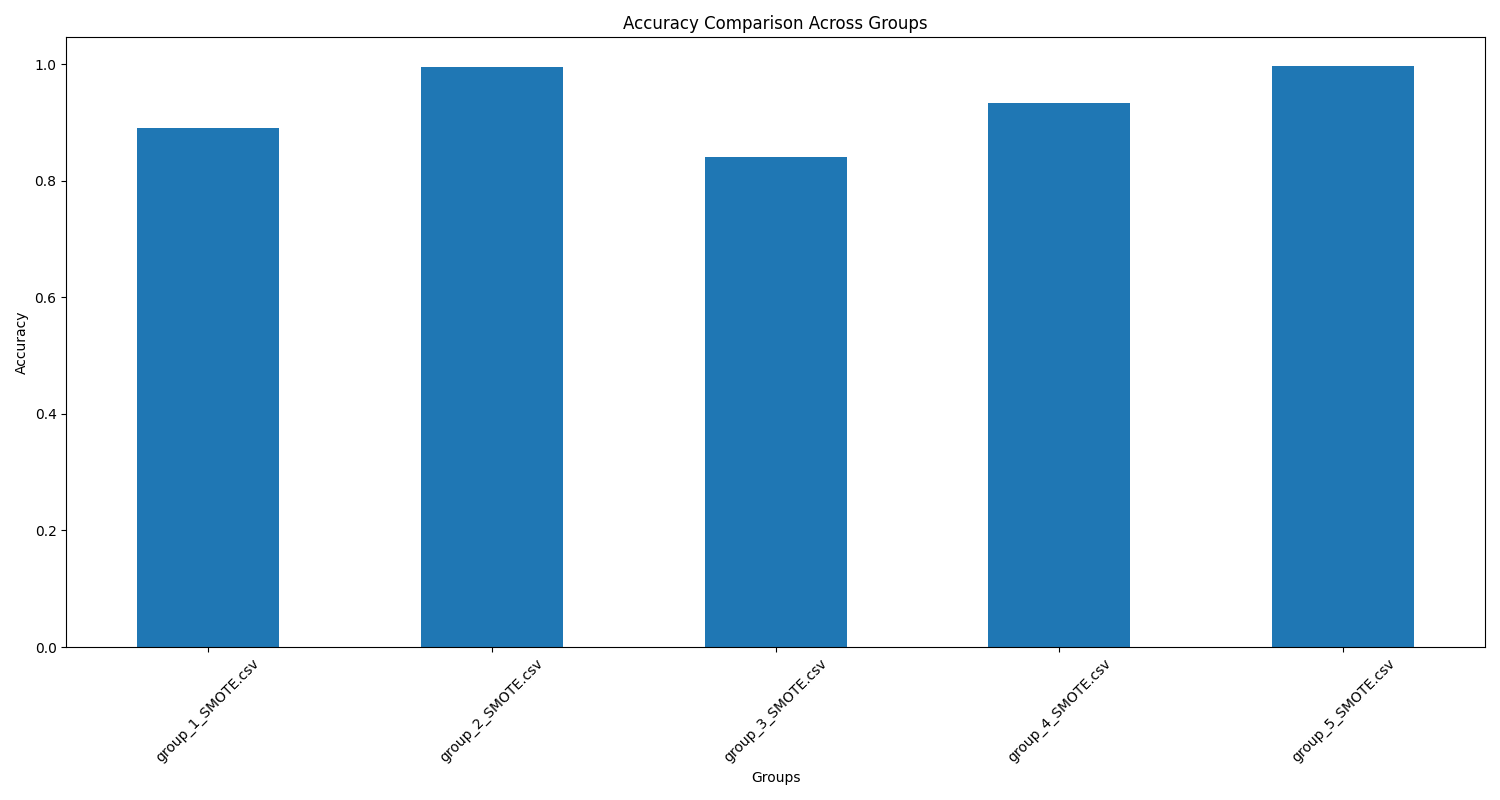 Accuracy Comparison Across Groups
Accuracy
1.0
0.8
0.6
0.4
0.2
0.0
group_1_SMOTE.csv
group_2_SMOTE.csv
group_3_SMOTE.csv
group_4_SMOTE.csv
group_5_SMOTE.csv
Groups